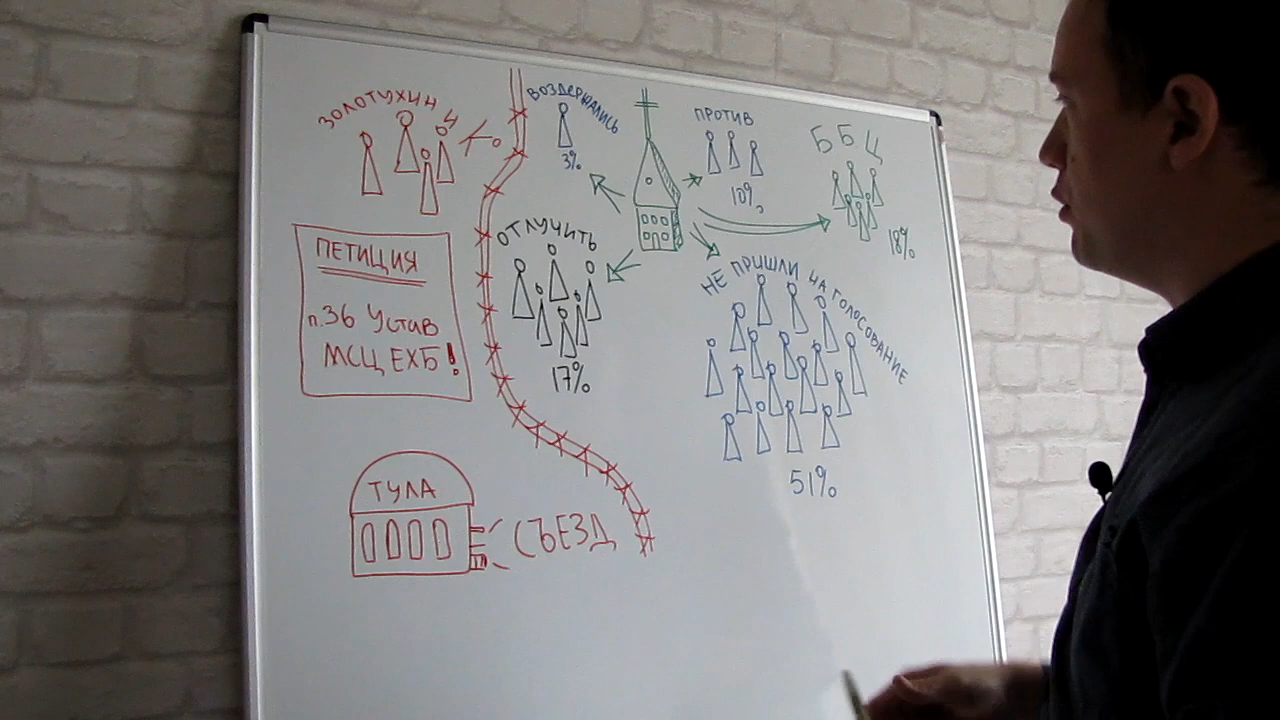 ЗОЛОТУХИН И Ко
ПЕТИЦИЯ
п.36 Устав
МСЦ ЕХБ!
ТУЛА
СЪЕЗД
ВОЗДЕРЖАЛИСЬ
3%
ОТЛУЧИТЬ
17%
ПРОТИВ
10%
ББЦ
18%
НЕ ПРИШЛИ НА ГОЛОСОВАНИЕ
51%